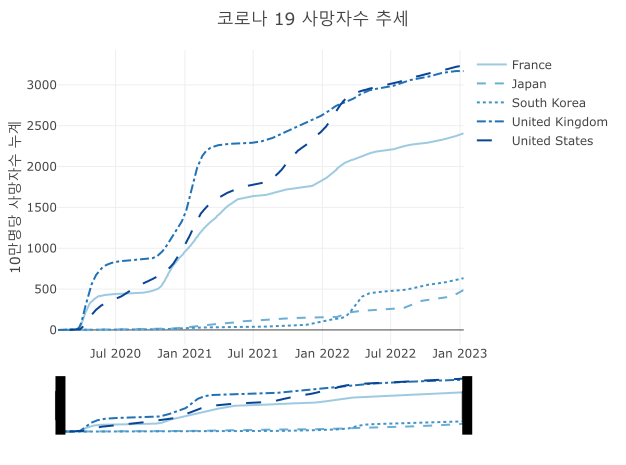 코로나 19 사망자수 추세
10만명당 사망자수 누계
3000
2500
2000
1500
1000
500
0
Jul 2020
Jan 2021
Jul 2021
Jan 2022
Jul 2022
Jan 2023
France
Japan
South Korea
United Kingdom
United States